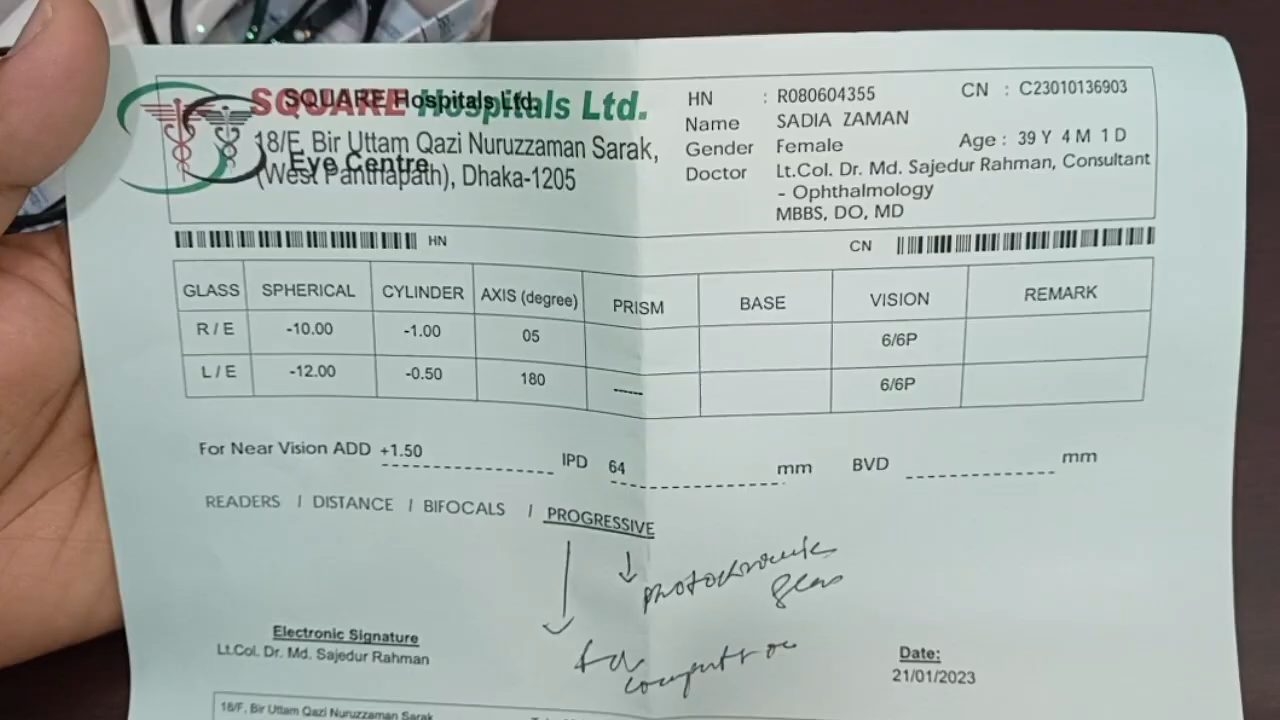 SQUARE Hospitals Ltd.
SQUARE Hospitals Ltd.
18/F, Bir Uttam Qazi Nuruzzaman Sarak,
Eye Centre
(West Panthapath), Dhaka-1205
HN : R080604355 CN : C23010136903
Name SADIA ZAMAN
Gender Female Age : 39 Y 4 M 1 D
Doctor Lt.Col. Dr. Md. Sajedur Rahman, Consultant
- Ophthalmology
MBBS, DO, MD
HN CN
GLASS SPHERICAL CYLINDER AXIS (degree) PRISM BASE VISION REMARK
R / E -10.00 -1.00 05 6/6P
L / E -12.00 -0.50 180 ------ 6/6P
For Near Vision ADD +1.50 IPD 64 mm BVD mm
READERS / DISTANCE / BIFOCALS / PROGRESSIVE
photochromic
glass
for
Electronic Signature
Lt.Col. Dr. Md. Sajedur Rahman
Date:
21/01/2023
18/F, Bir Uttam Qazi Nuruzzaman Sarak